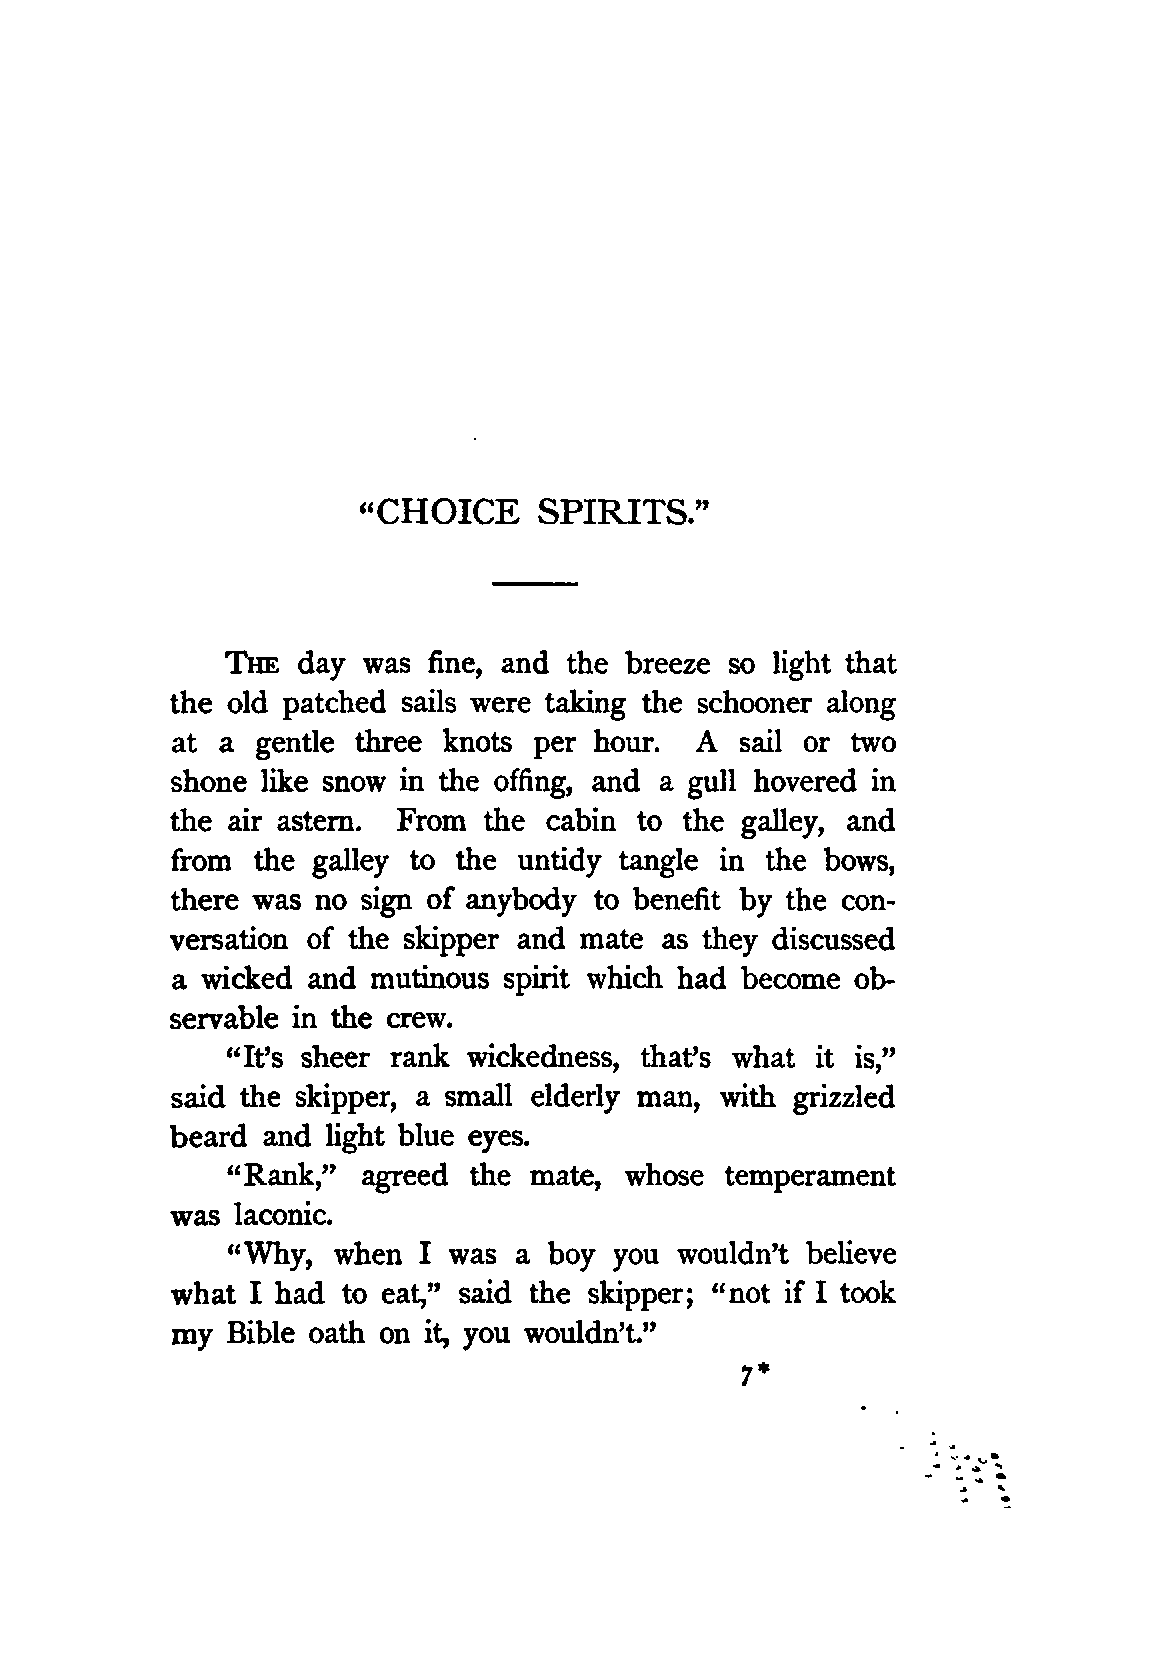 “CHOICE SPIRITS.”
THE day was fine, and the breeze so light that
the old patched sails were taking the schooner along
at a gentle three knots per hour. A sail or two
shone like snow in the offing, and a gull hovered in
the air astern. From the cabin to the galley, and
from the galley to the untidy tangle in the bows,
there was no sign of anybody to benefit by the con-
versation of the skipper and mate as they discussed
a wicked and mutinous spirit which had become ob-
servable in the crew.
“It’s sheer rank wickedness, that’s what it is,”
said the skipper, a small elderly man, with grizzled
beard and light blue eyes.
“Rank,” agreed the mate, whose temperament
was laconic.
“Why, when I was a boy you wouldn’t believe
what I had to eat,” said the skipper; “not if I took
my Bible oath on it, you wouldn’t.”
7*